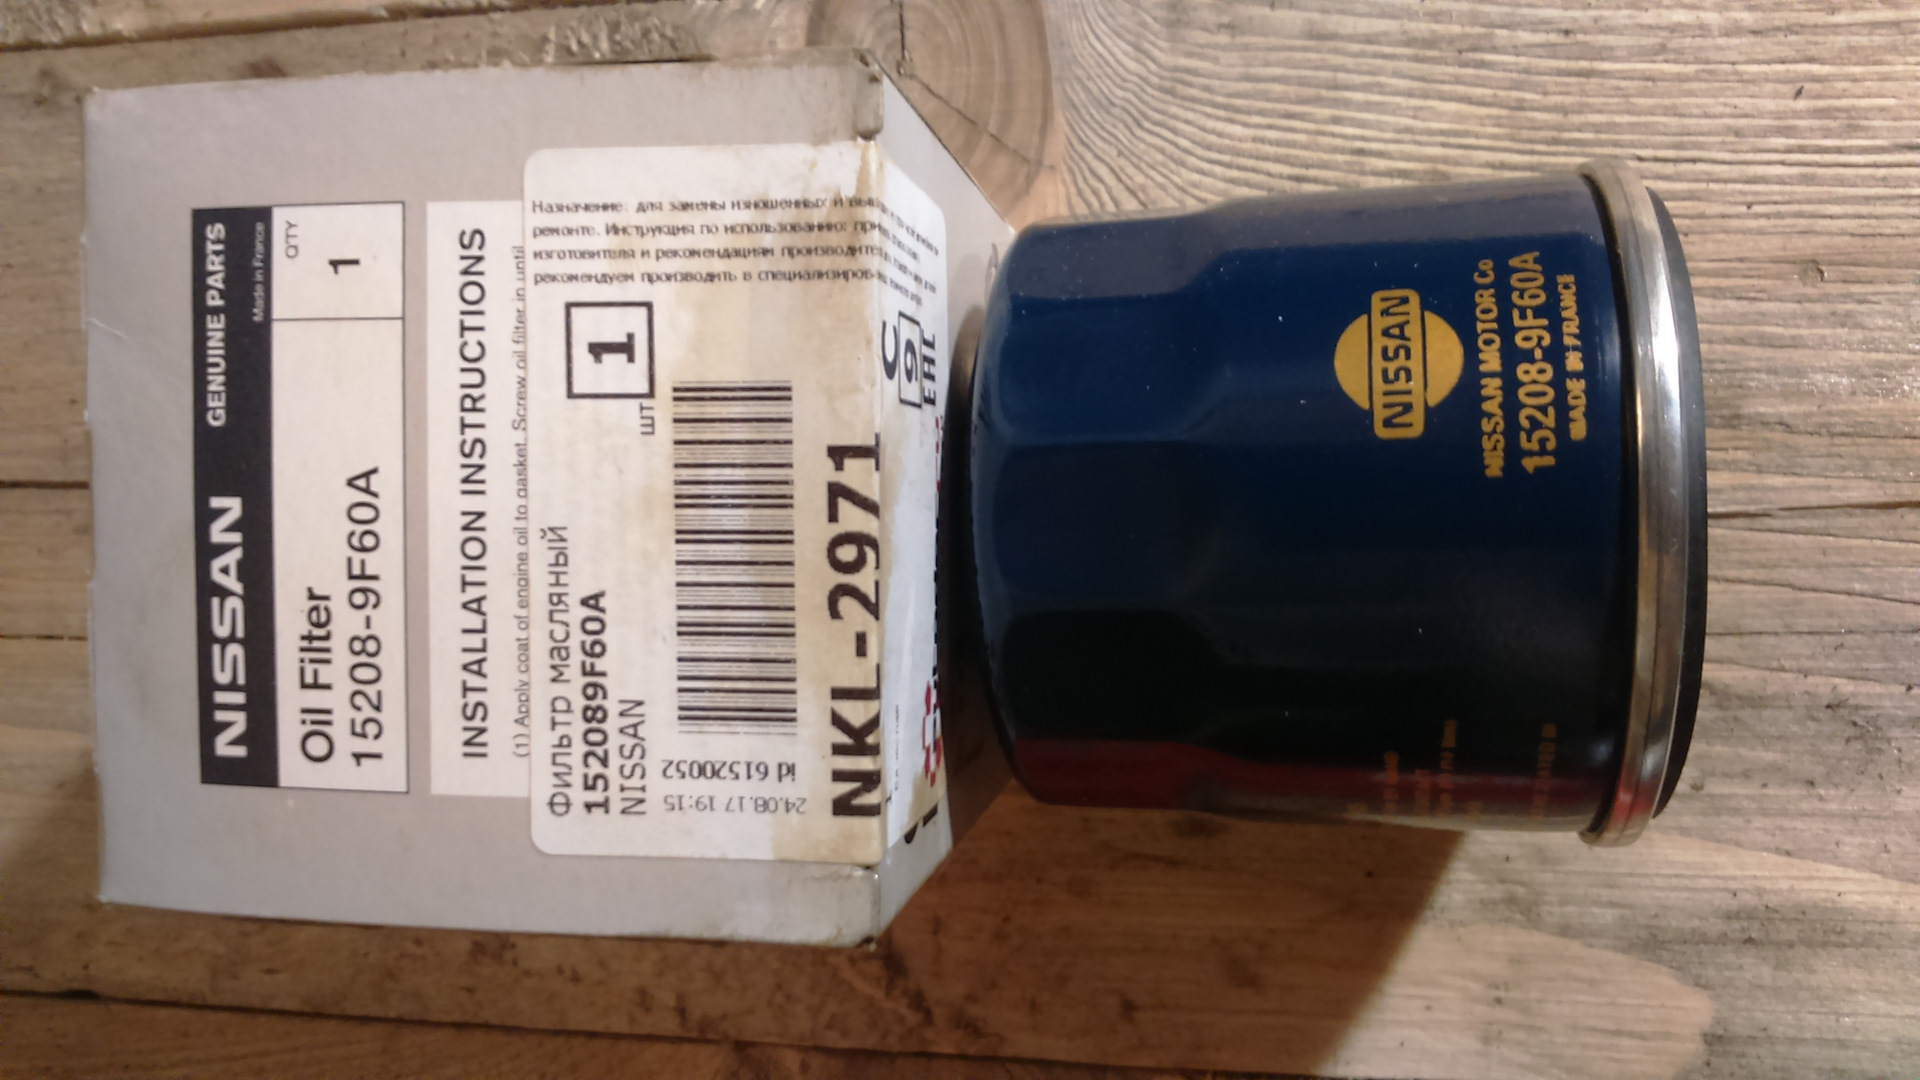 NISSAN GENUINE PARTS
Made in France
Oil Filter
15208-9F60A
QTY
1
INSTALLATION INSTRUCTIONS
(1) Apply coat of engine oil to gasket. Screw oil filter in until
Назначение: для замены изношенных и
ремонте. Инструкция по использованию:
изготовителя и рекомендациям
рекомендуем производить в
Фильтр масляный
152089F60A
NISSAN
1
шт
id 61520052
24.08.17 19:15
NKL-2971
С
9
EAC
NISSAN
NISSAN MOTOR Co
15208-9F60A
MADE IN FRANCE